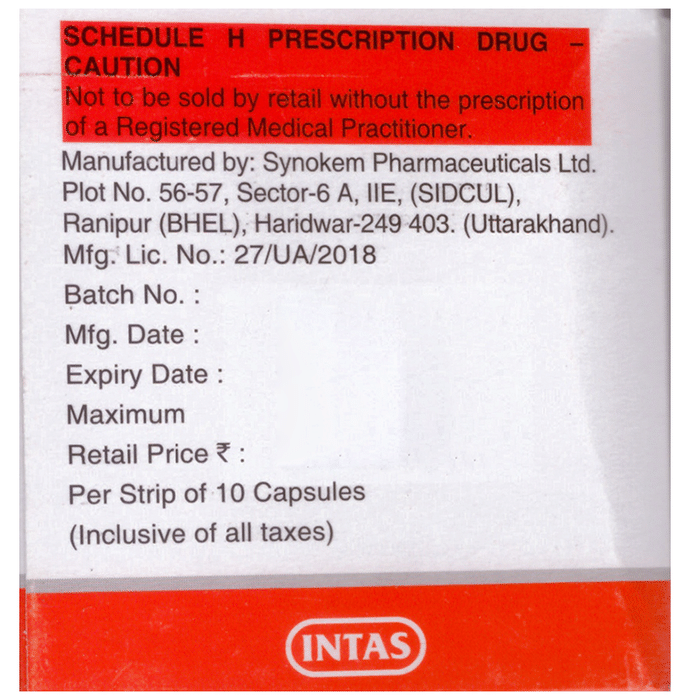 SCHEDULE H PRESCRIPTION DRUG –
CAUTION
Not to be sold by retail without the prescription
of a Registered Medical Practitioner.
Manufactured by: Synokem Pharmaceuticals Ltd.
Plot No. 56-57, Sector-6 A, IIE, (SIDCUL),
Ranipur (BHEL), Haridwar-249 403. (Uttarakhand).
Mfg. Lic. No.: 27/UA/2018
Batch No. :
Mfg. Date :
Expiry Date :
Maximum
Retail Price ₹ :
Per Strip of 10 Capsules
(Inclusive of all taxes)
INTAS